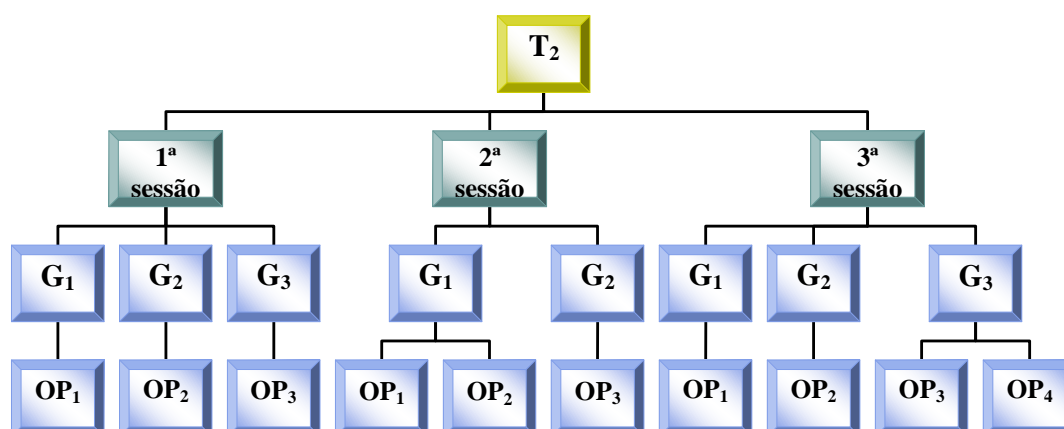 T₂
1ª
sessão
2ª
sessão
3ª
sessão
G₁
G₂
G₃
G₁
G₂
G₁
G₂
G₃
OP₁
OP₂
OP₃
OP₁
OP₂
OP₃
OP₁
OP₂
OP₃
OP₄